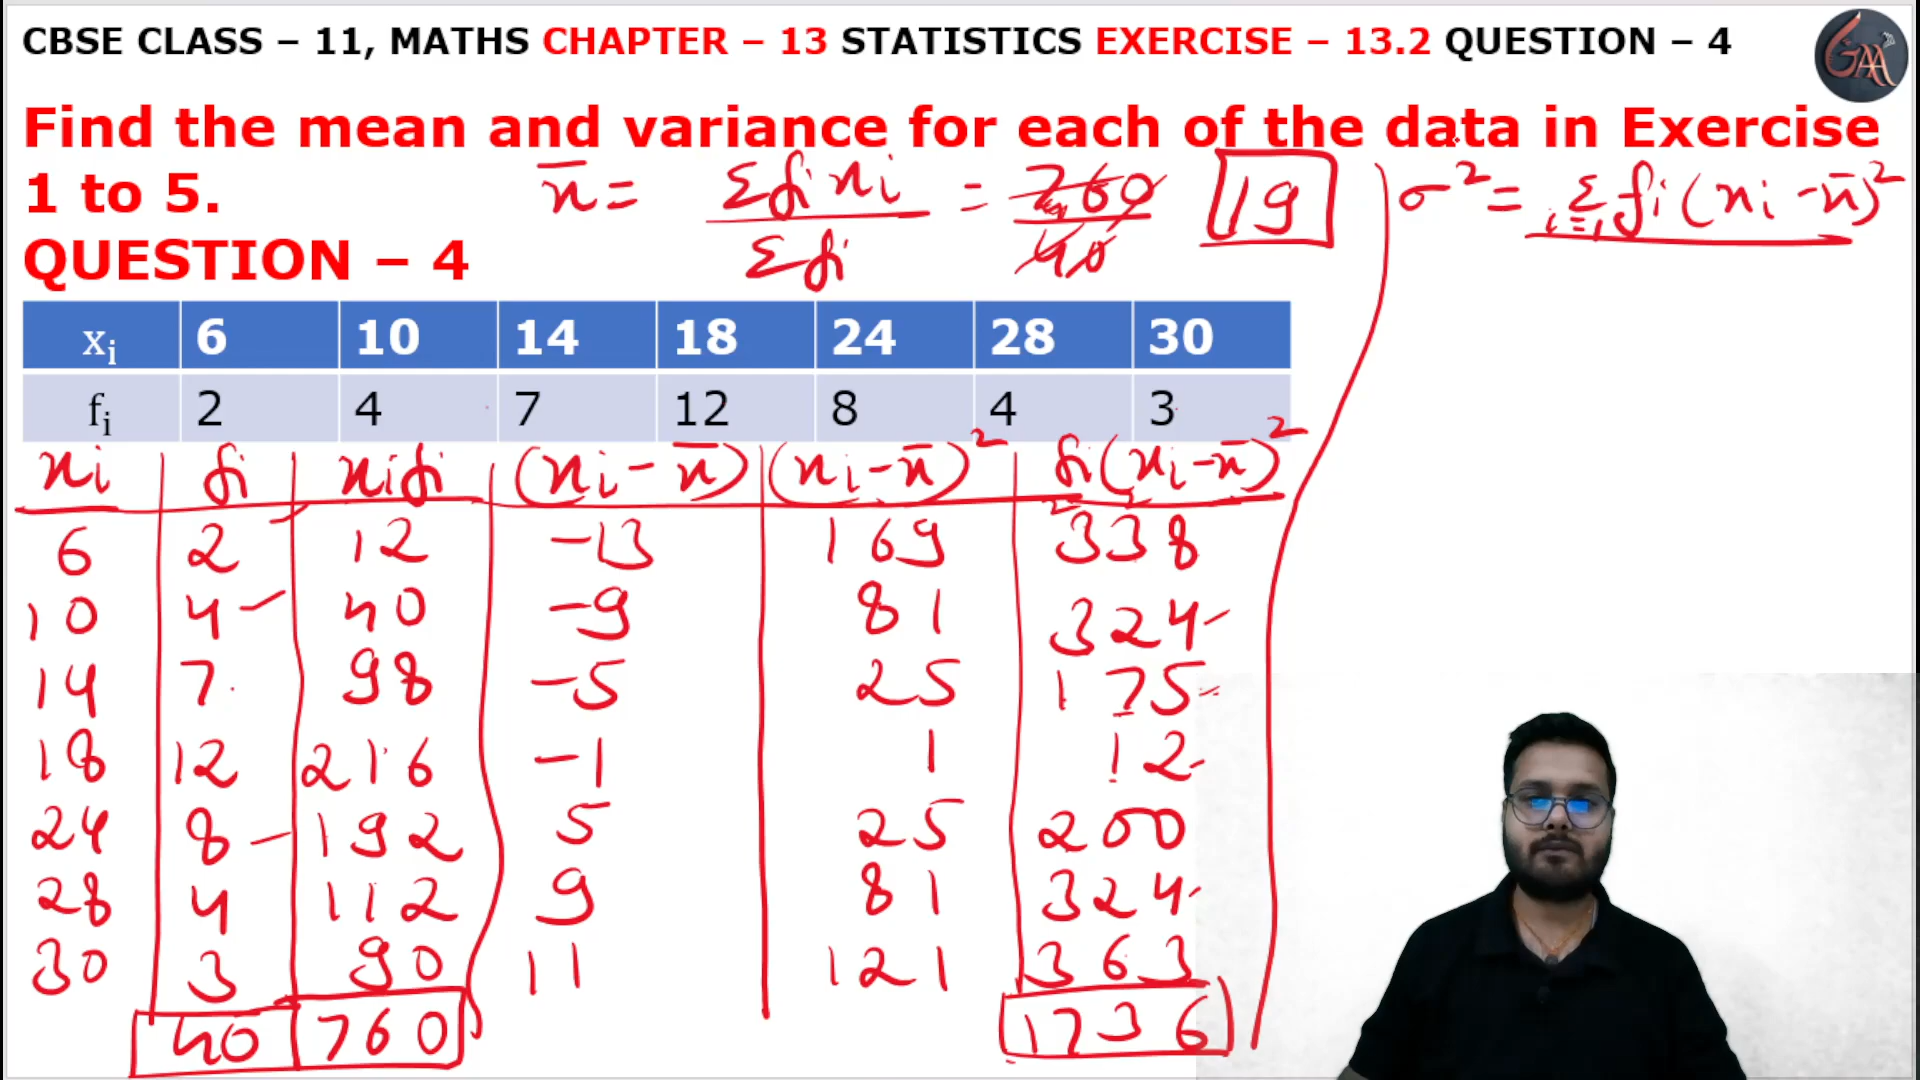 CBSE CLASS – 11, MATHS CHAPTER – 13 STATISTICS EXERCISE – 13.2 QUESTION – 4
GAA
Find the mean and variance for each of the data in Exercise
1 to 5.
x̄ = Σfixi / Σfi = 760 / 40 19
σ² = Σ i=1 fi(xi - x̄)²
QUESTION – 4
xi 6 10 14 18 24 28 30
fi 2 4 7 12 8 4 3
xi fi xifi (xi - x̄) (xi - x̄)² fi(xi - x̄)²
6 2 12 -13 169 338
10 4 40 -9 81 324
14 7 98 -5 25 175
18 12 216 -1 1 12
24 8 192 5 25 200
28 4 112 9 81 324
30 3 90 11 121 363
40 760 1736